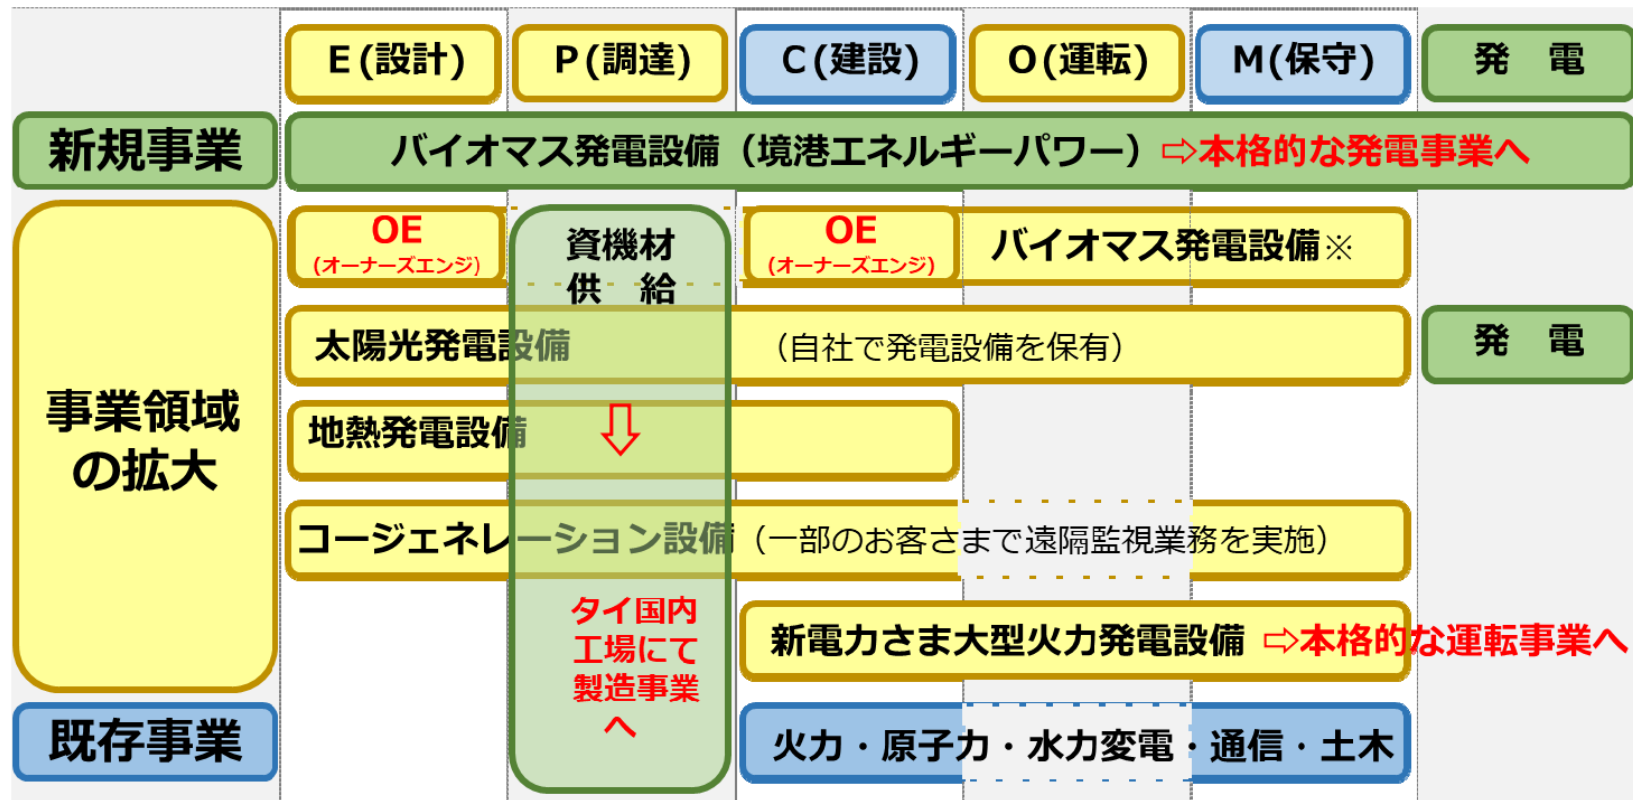 E(設計)
P(調達)
C(建設)
O(運転)
M(保守)
発　電
新規事業
バイオマス発電設備（境港エネルギーパワー）⇨本格的な発電事業へ
事業領域
の拡大
OE
(オーナーズエンジ)
資機材
供　給
OE
(オーナーズエンジ)
バイオマス発電設備※
太陽光発電設備
（自社で発電設備を保有）
発　電
地熱発電設備
コージェネレーション設備（一部のお客さまで遠隔監視業務を実施）
タイ国内
工場にて
製造事業
へ
新電力さま大型火力発電設備 ⇨本格的な運転事業へ
既存事業
火力・原子力・水力変電・通信・土木